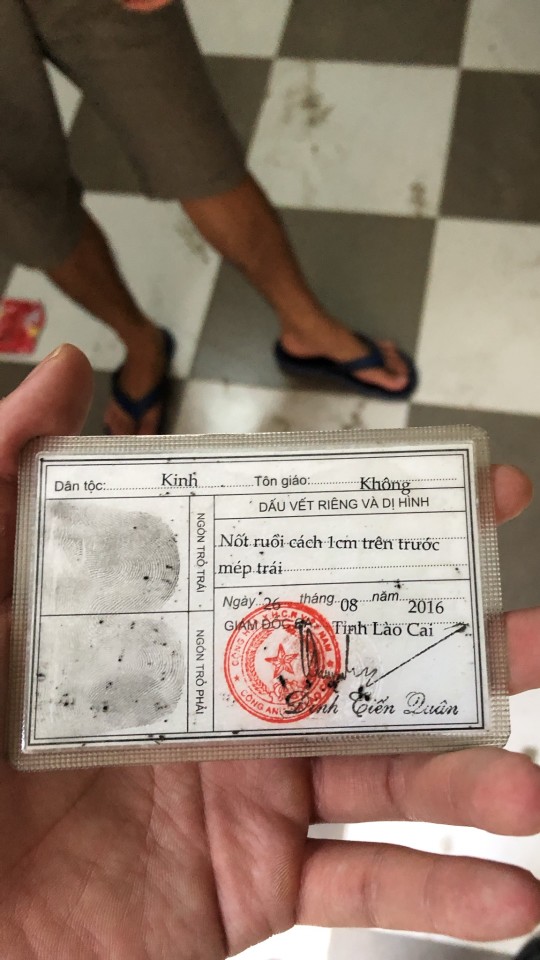 Dân tộc: Kinh Tôn giáo: Không
DẤU VẾT RIÊNG VÀ DỊ HÌNH
Nốt ruồi cách 1cm trên trước
mép trái
NGÓN TRỎ TRÁI
NGÓN TRỎ PHẢI
Ngày 26 tháng 08 năm 2016
GIÁM ĐỐC Tỉnh Lào Cai
Đinh Tiến Quân